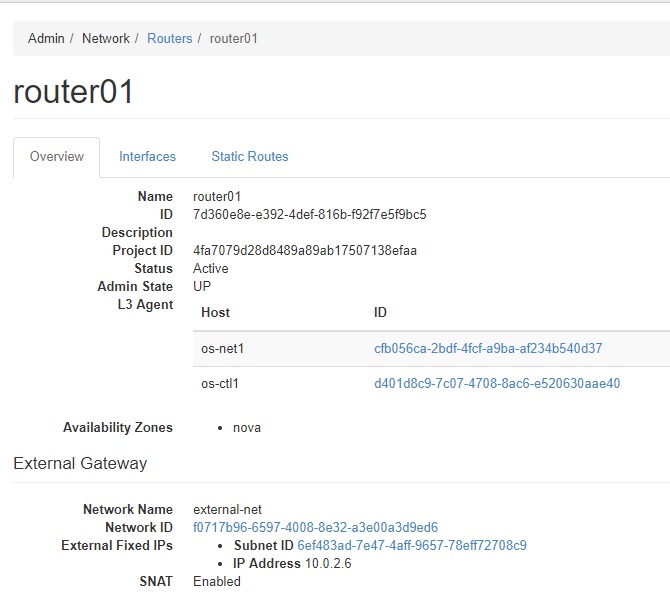 Admin / Network / Routers / router01
router01
Overview Interfaces Static Routes
Name router01
ID 7d360e8e-e392-4def-816b-f92f7e5f9bc5
Description
Project ID 4fa7079d28d8489a89ab17507138efaa
Status Active
Admin State UP
L3 Agent
Host ID
os-net1 cfb056ca-2bdf-4fcf-a9ba-af234b540d37
os-ctl1 d401d8c9-7c07-4708-8ac6-e520630aae40
Availability Zones • nova
External Gateway
Network Name external-net
Network ID f0717b96-6597-4008-8e32-a3e00a3d9ed6
External Fixed IPs • Subnet ID 6ef483ad-7e47-4aff-9657-78eff72708c9
• IP Address 10.0.2.6
SNAT Enabled